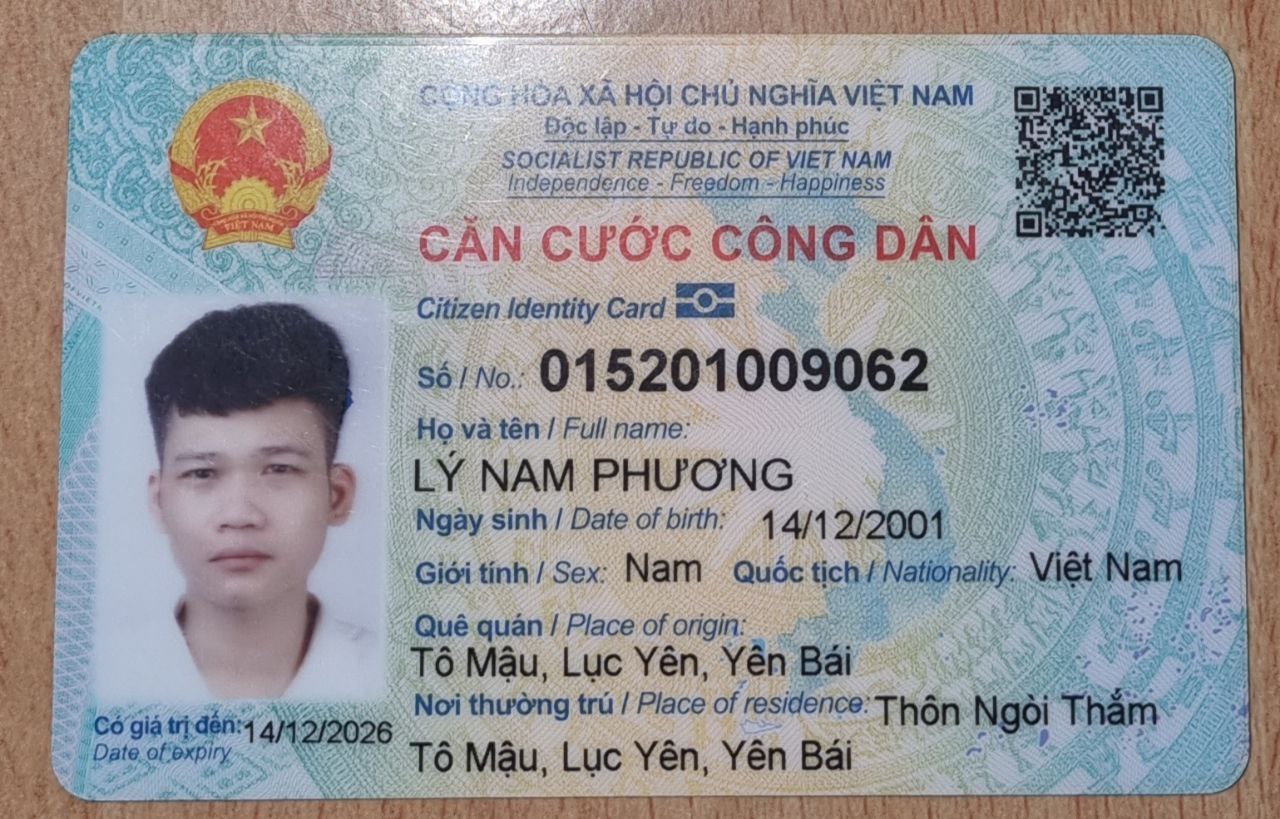 CỘNG HÒA XÃ HỘI CHỦ NGHĨA VIỆT NAM
Độc lập - Tự do - Hạnh phúc
SOCIALIST REPUBLIC OF VIET NAM
Independence - Freedom - Happiness
VIỆT NAM
CĂN CƯỚC CÔNG DÂN
Citizen Identity Card
Số / No.: 015201009062
Họ và tên / Full name:
LÝ NAM PHƯƠNG
Ngày sinh / Date of birth: 14/12/2001
Giới tính / Sex: Nam Quốc tịch / Nationality: Việt Nam
Quê quán / Place of origin:
Tô Mậu, Lục Yên, Yên Bái
Nơi thường trú / Place of residence: Thôn Ngòi Thắm
Tô Mậu, Lục Yên, Yên Bái
Có giá trị đến: 14/12/2026
Date of expiry